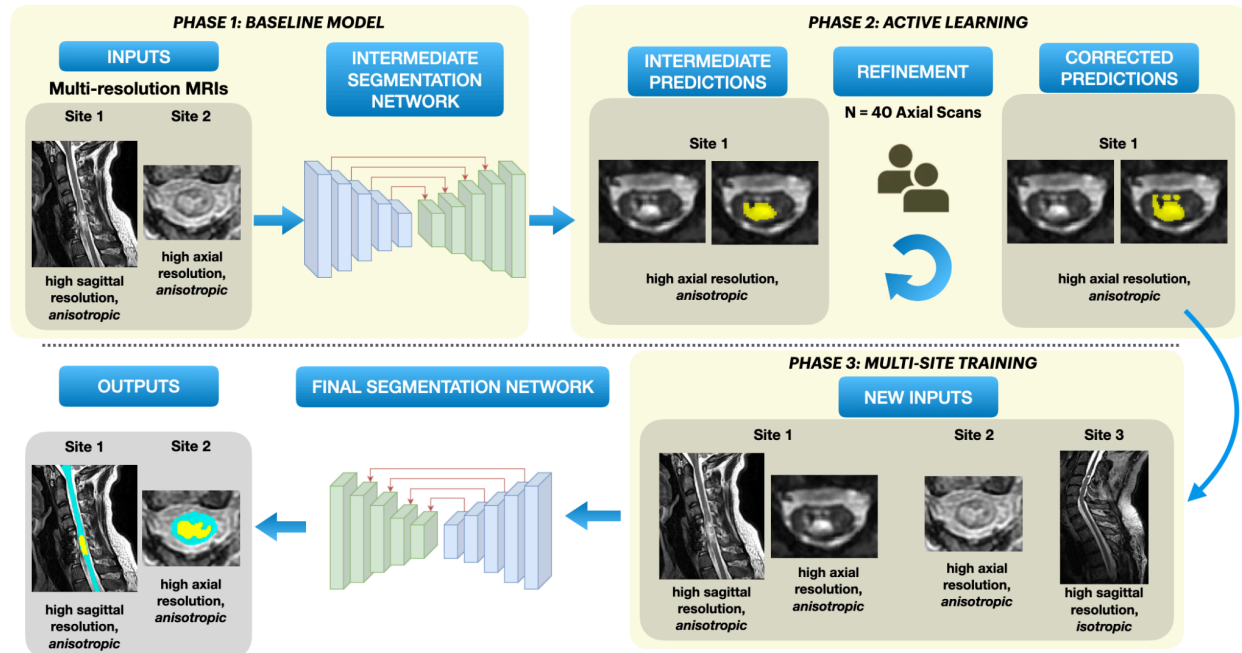 PHASE 1: BASELINE MODEL
INPUTS
Multi-resolution MRIs
Site 1
Site 2
high sagittal
resolution,
anisotropic
high axial
resolution,
anisotropic
INTERMEDIATE
SEGMENTATION
NETWORK
PHASE 2: ACTIVE LEARNING
INTERMEDIATE
PREDICTIONS
Site 1
high axial resolution,
anisotropic
REFINEMENT
N = 40 Axial Scans
CORRECTED
PREDICTIONS
Site 1
high axial resolution,
anisotropic
PHASE 3: MULTI-SITE TRAINING
NEW INPUTS
Site 1
Site 2
Site 3
high sagittal
resolution,
anisotropic
high axial
resolution,
anisotropic
high axial
resolution,
anisotropic
high sagittal
resolution,
isotropic
FINAL SEGMENTATION NETWORK
OUTPUTS
Site 1
Site 2
high sagittal
resolution,
anisotropic
high axial
resolution,
anisotropic